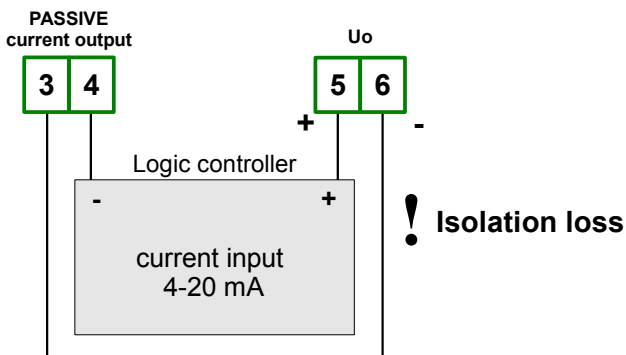 PASSIVE
current output
Uo
3 4
5 6
+ -
Logic controller
- +
! Isolation loss
current input
4-20 mA